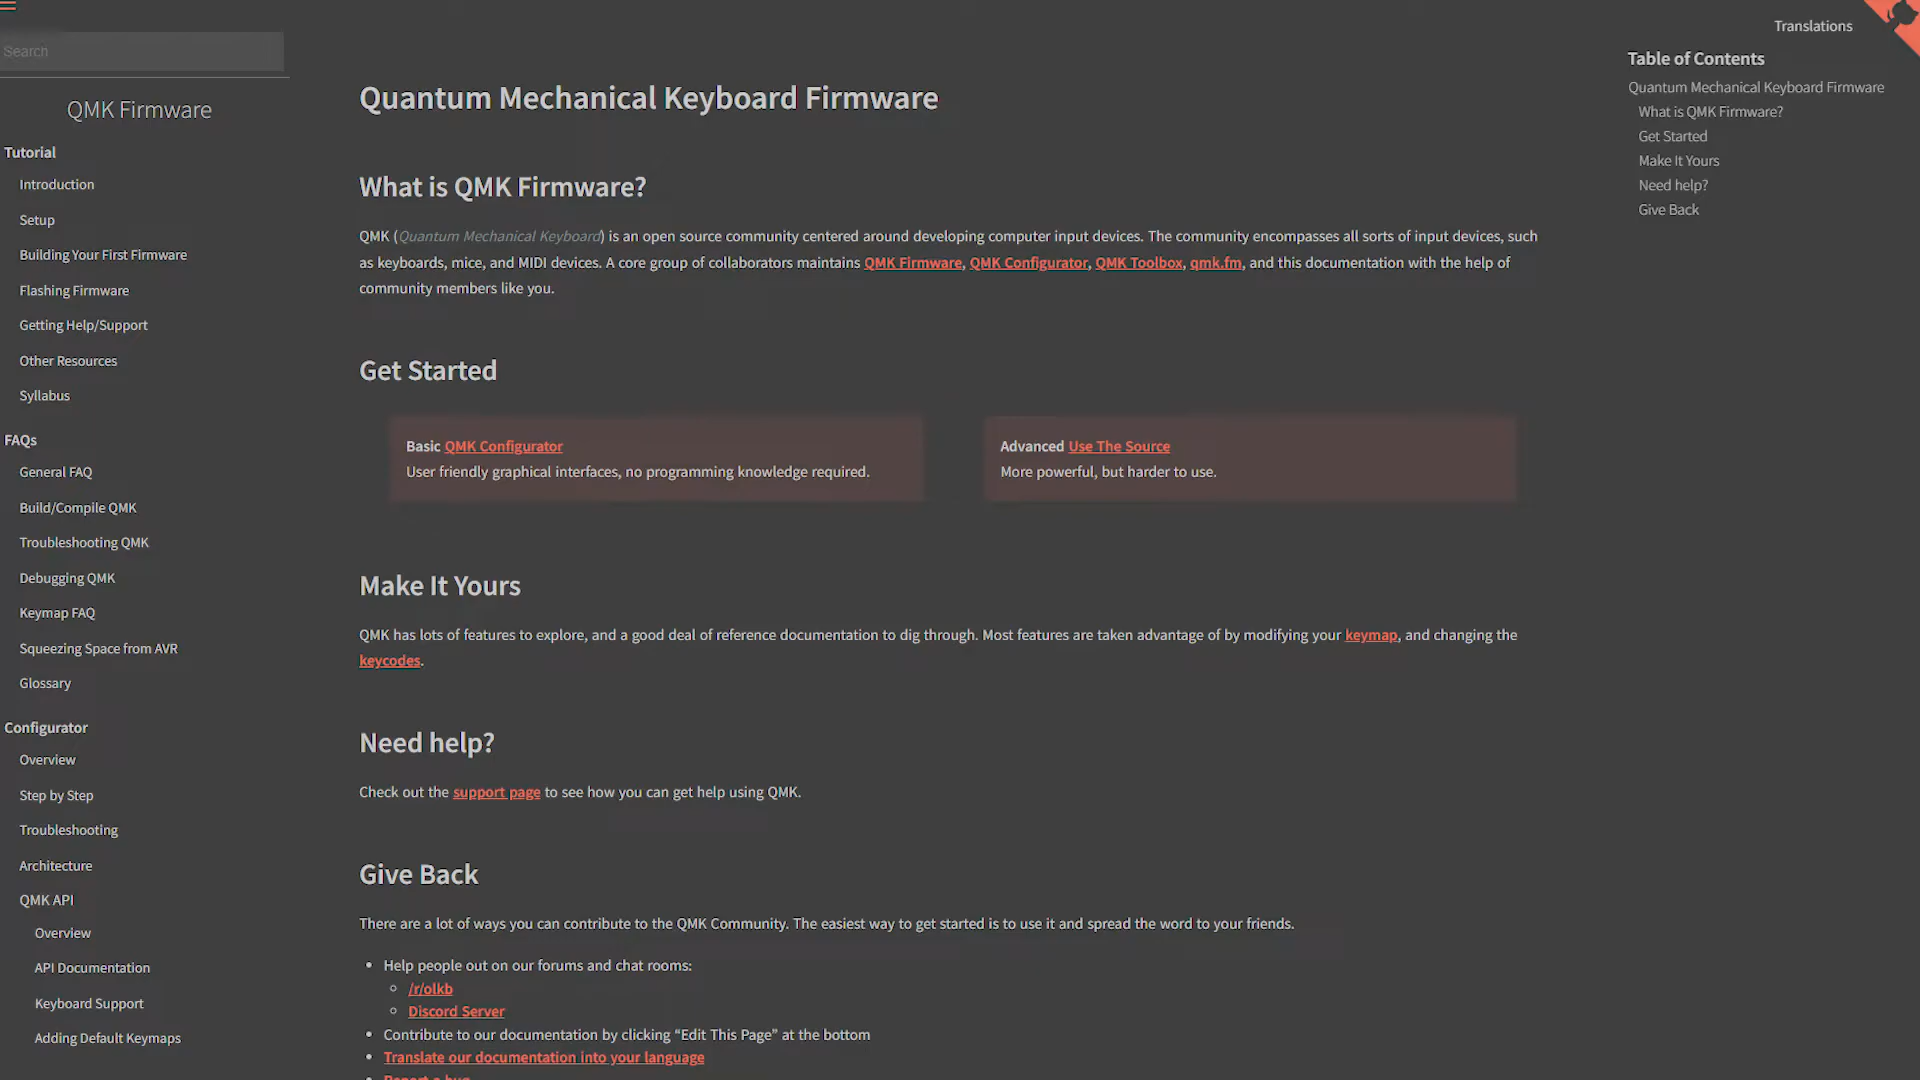 Search
QMK Firmware
Tutorial
Introduction
Setup
Building Your First Firmware
Flashing Firmware
Getting Help/Support
Other Resources
Syllabus
FAQs
General FAQ
Build/Compile QMK
Troubleshooting QMK
Debugging QMK
Keymap FAQ
Squeezing Space from AVR
Glossary
Configurator
Overview
Step by Step
Troubleshooting
Architecture
QMK API
Overview
API Documentation
Keyboard Support
Adding Default Keymaps
Quantum Mechanical Keyboard Firmware
What is QMK Firmware?
QMK (Quantum Mechanical Keyboard) is an open source community centered around developing computer input devices. The community encompasses all sorts of input devices, such
as keyboards, mice, and MIDI devices. A core group of collaborators maintains QMK Firmware, QMK Configurator, QMK Toolbox, qmk.fm, and this documentation with the help of
community members like you.
Get Started
Basic QMK Configurator
User friendly graphical interfaces, no programming knowledge required.
Advanced Use The Source
More powerful, but harder to use.
Make It Yours
QMK has lots of features to explore, and a good deal of reference documentation to dig through. Most features are taken advantage of by modifying your keymap, and changing the
keycodes.
Need help?
Check out the support page to see how you can get help using QMK.
Give Back
There are a lot of ways you can contribute to the QMK Community. The easiest way to get started is to use it and spread the word to your friends.
• Help people out on our forums and chat rooms:
◦ /r/olkb
◦ Discord Server
• Contribute to our documentation by clicking “Edit This Page” at the bottom
• Translate our documentation into your language
• Report a bug
Translations
Table of Contents
Quantum Mechanical Keyboard Firmware
What is QMK Firmware?
Get Started
Make It Yours
Need help?
Give Back